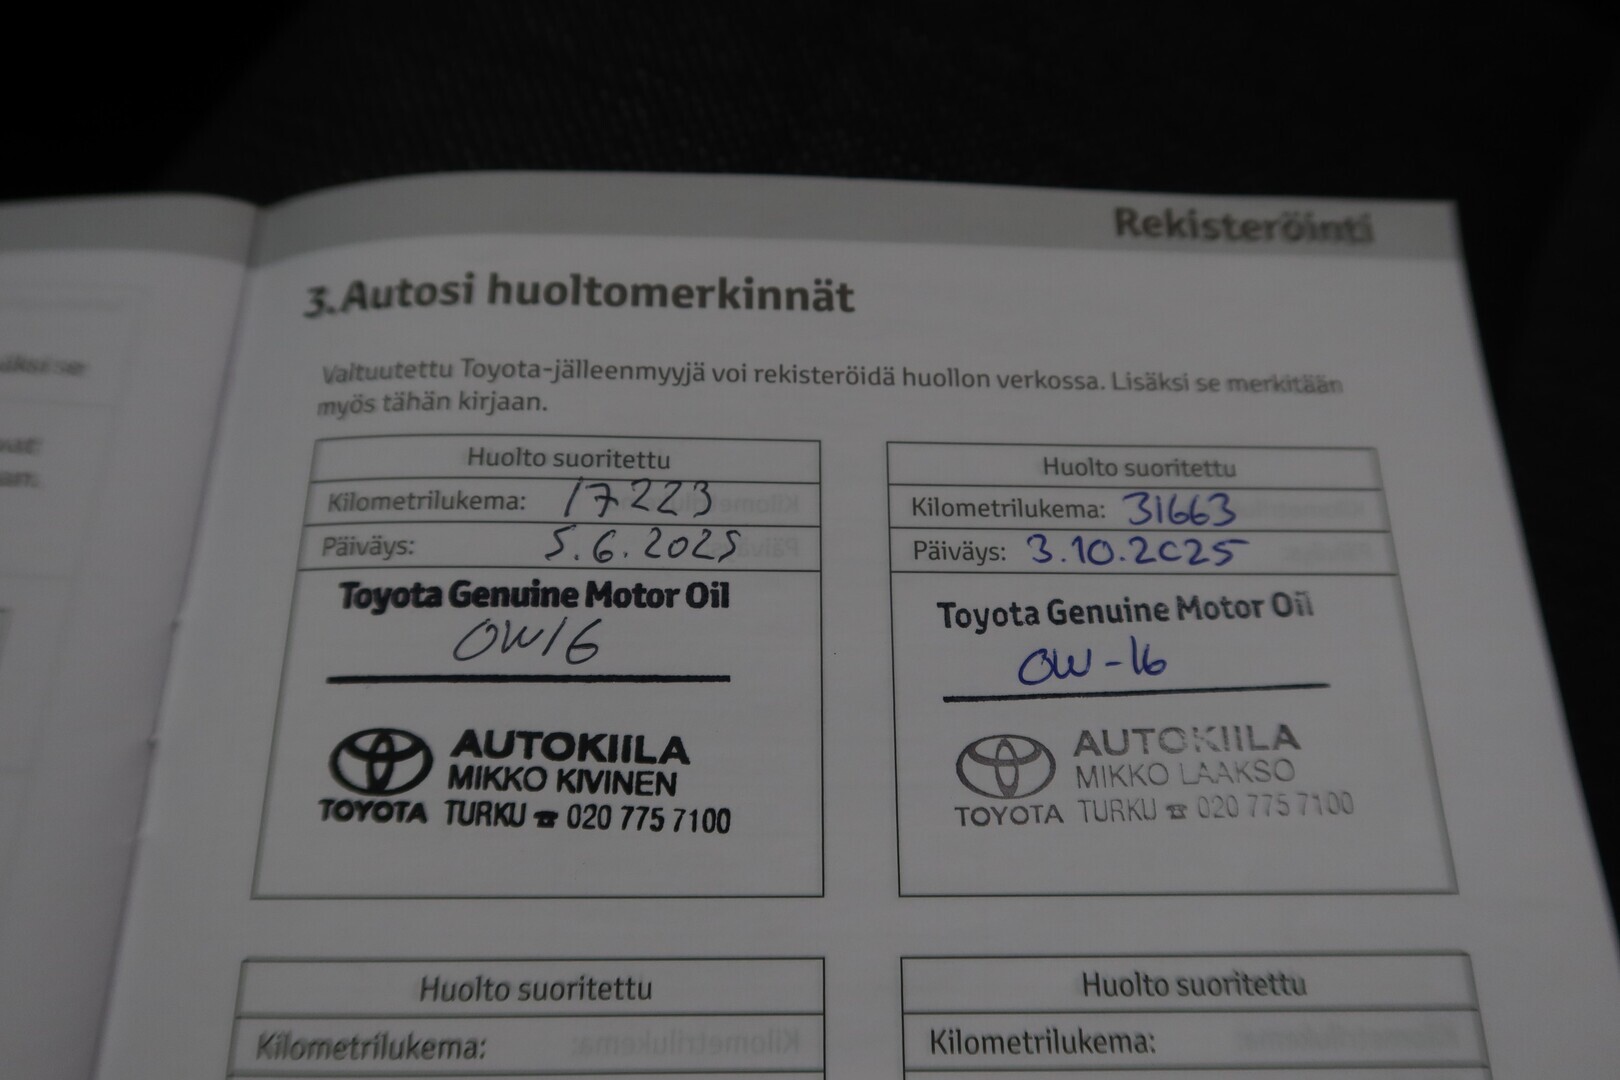 Rekisteröinti
3. Autosi huoltomerkinnät
Valtuutettu Toyota-jälleenmyyjä voi rekisteröidä huollon verkossa. Lisäksi se merkitään
myös tähän kirjaan.
Huolto suoritettu
Kilometrilukema: 17223
Päiväys: 5.6.2025
Toyota Genuine Motor Oil
0W16
AUTOKIILA
MIKKO KIVINEN
TOYOTA TURKU ☎ 020 775 7100
Huolto suoritettu
Kilometrilukema: 31663
Päiväys: 3.10.2025
Toyota Genuine Motor Oil
0W-16
AUTOKIILA
MIKKO LAAKSO
TOYOTA TURKU ☎ 020 775 7100
Huolto suoritettu
Kilometrilukema:
Huolto suoritettu
Kilometrilukema: